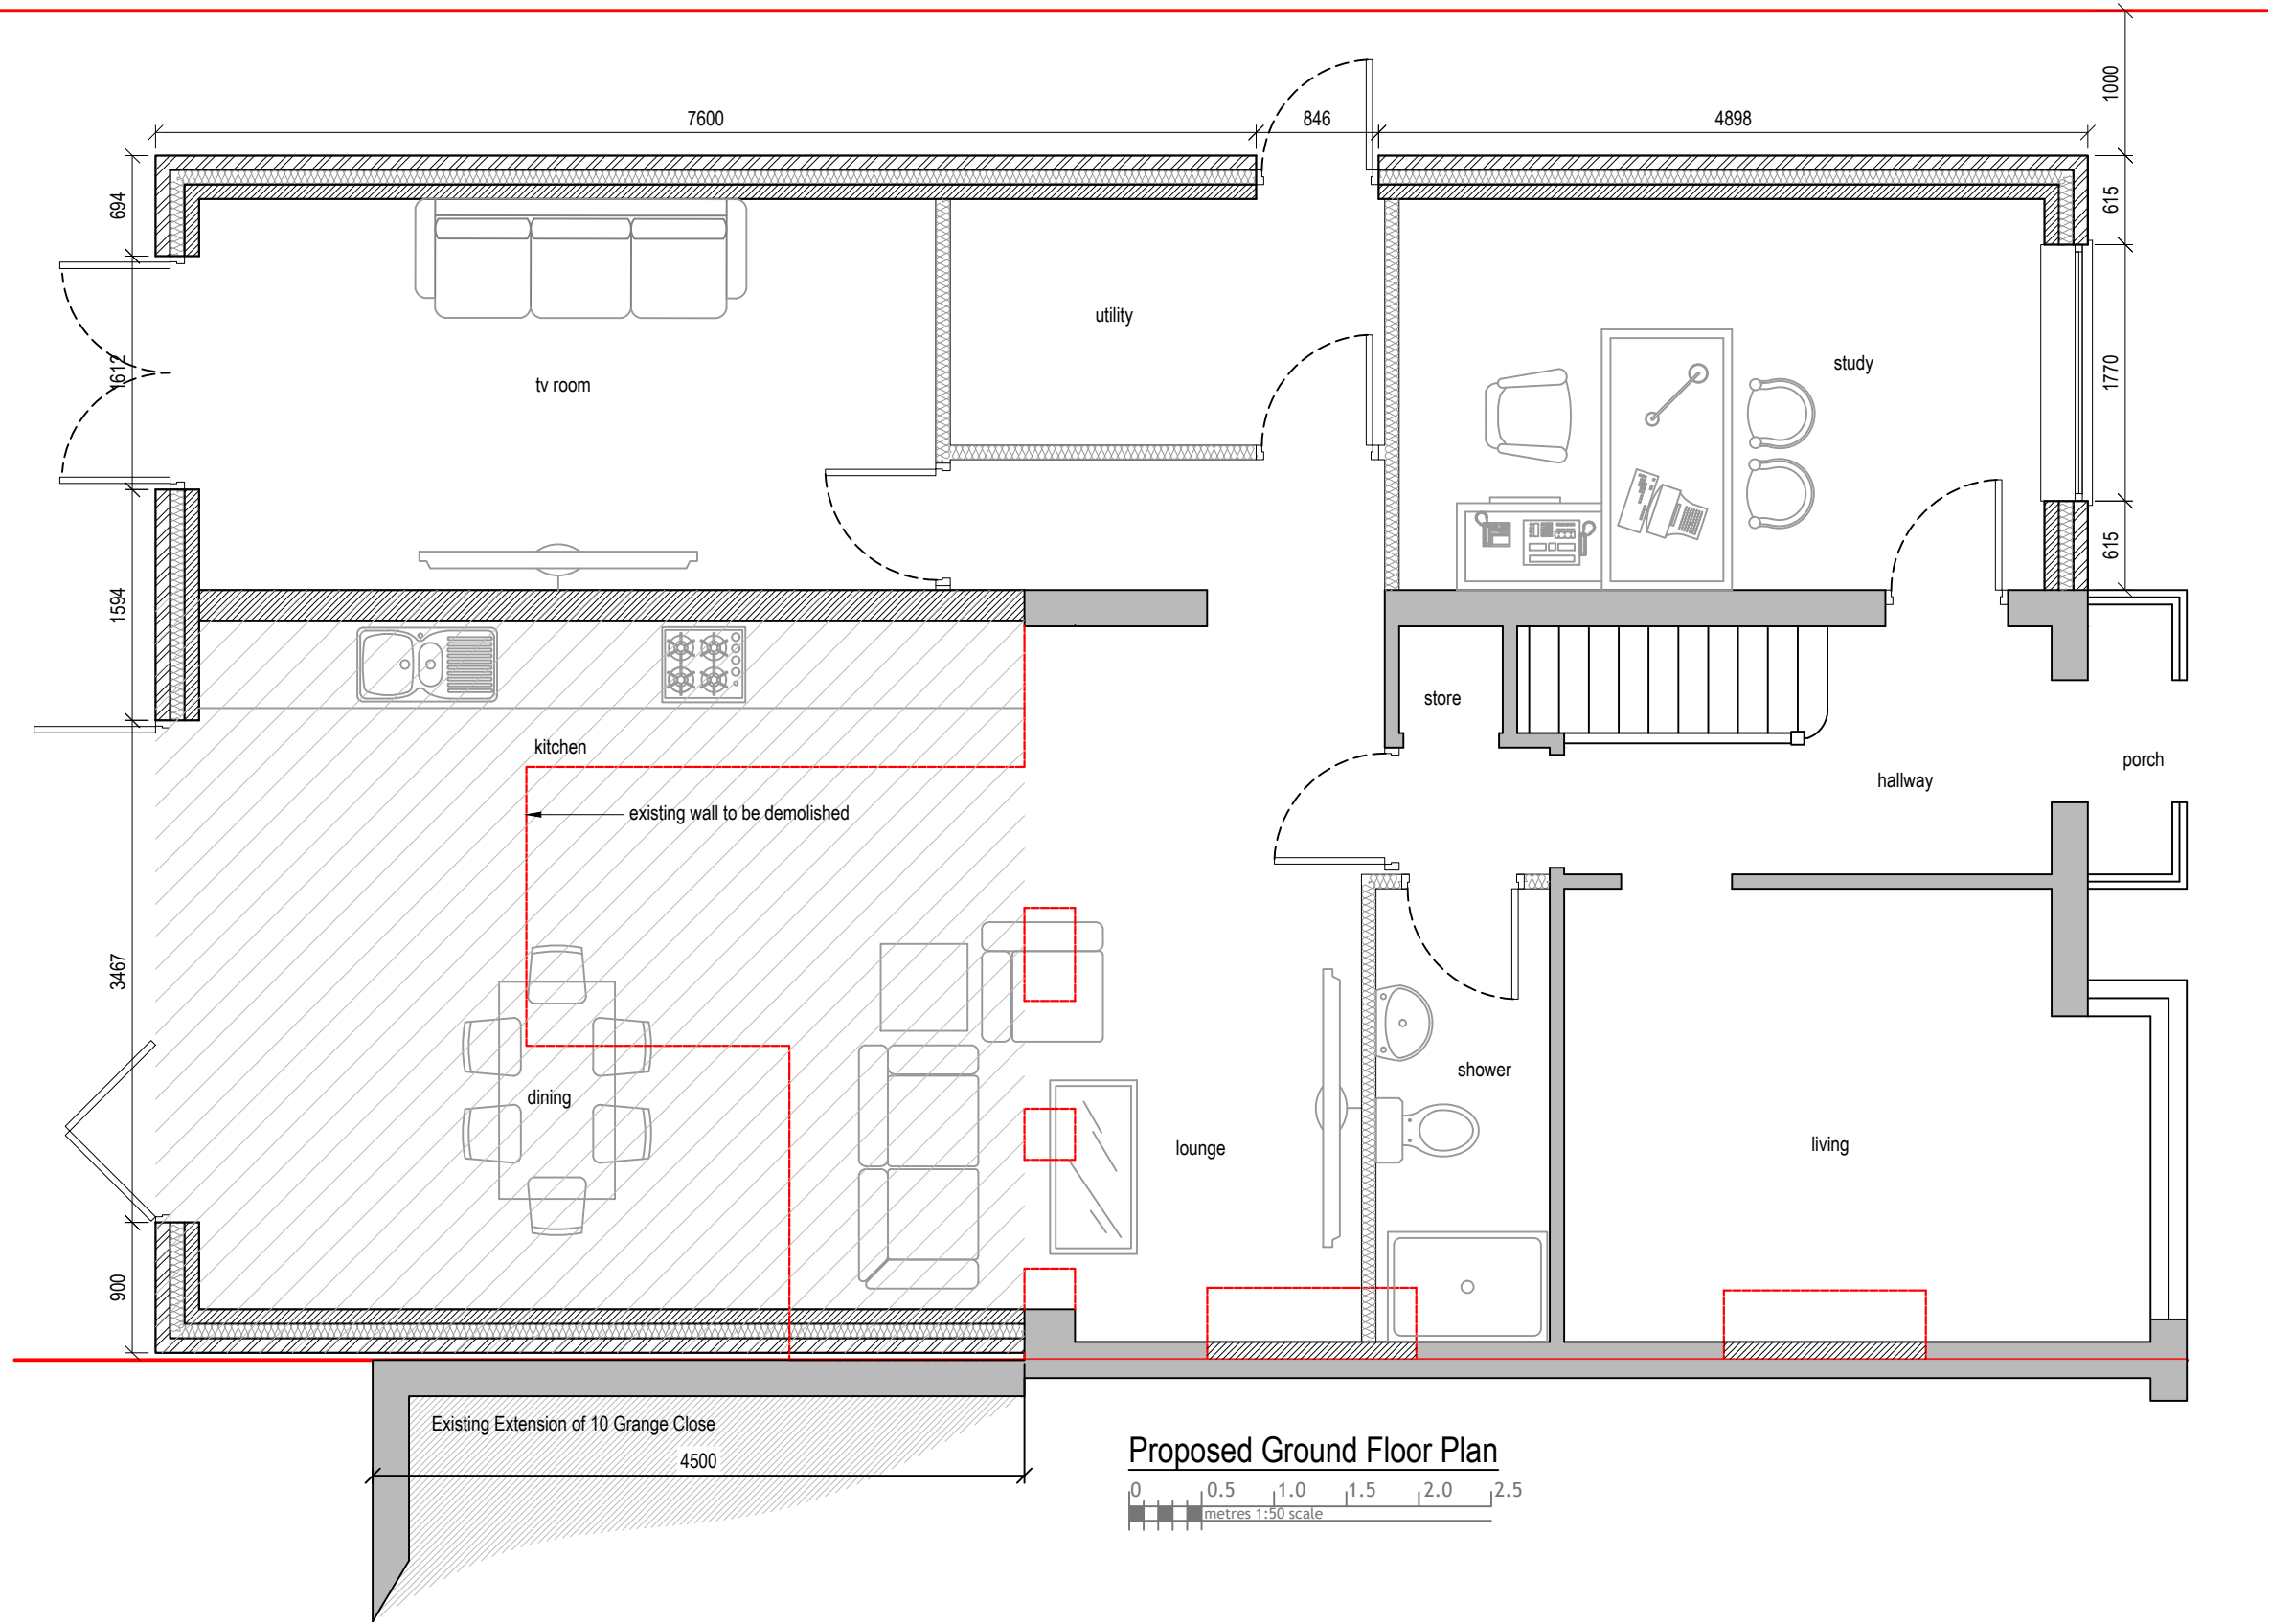 1000
7600
846
4898
694
615
utility
study
1612
tv room
1770
615
1594
store
kitchen
porch
hallway
existing wall to be demolished
3467
shower
dining
living
lounge
900
Existing Extension of 10 Grange Close
4500
Proposed Ground Floor Plan
0 0.5 1.0 1.5 2.0 2.5
metres 1:50 scale